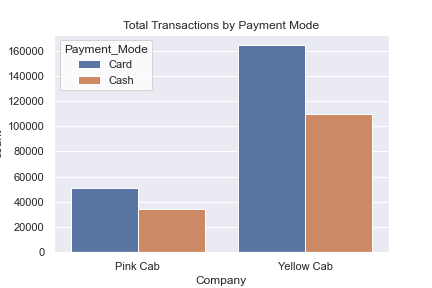 Total Transactions by Payment Mode
Payment_Mode
Card
Cash
160000
140000
120000
100000
80000
60000
40000
20000
0
Pink Cab
Yellow Cab
Company